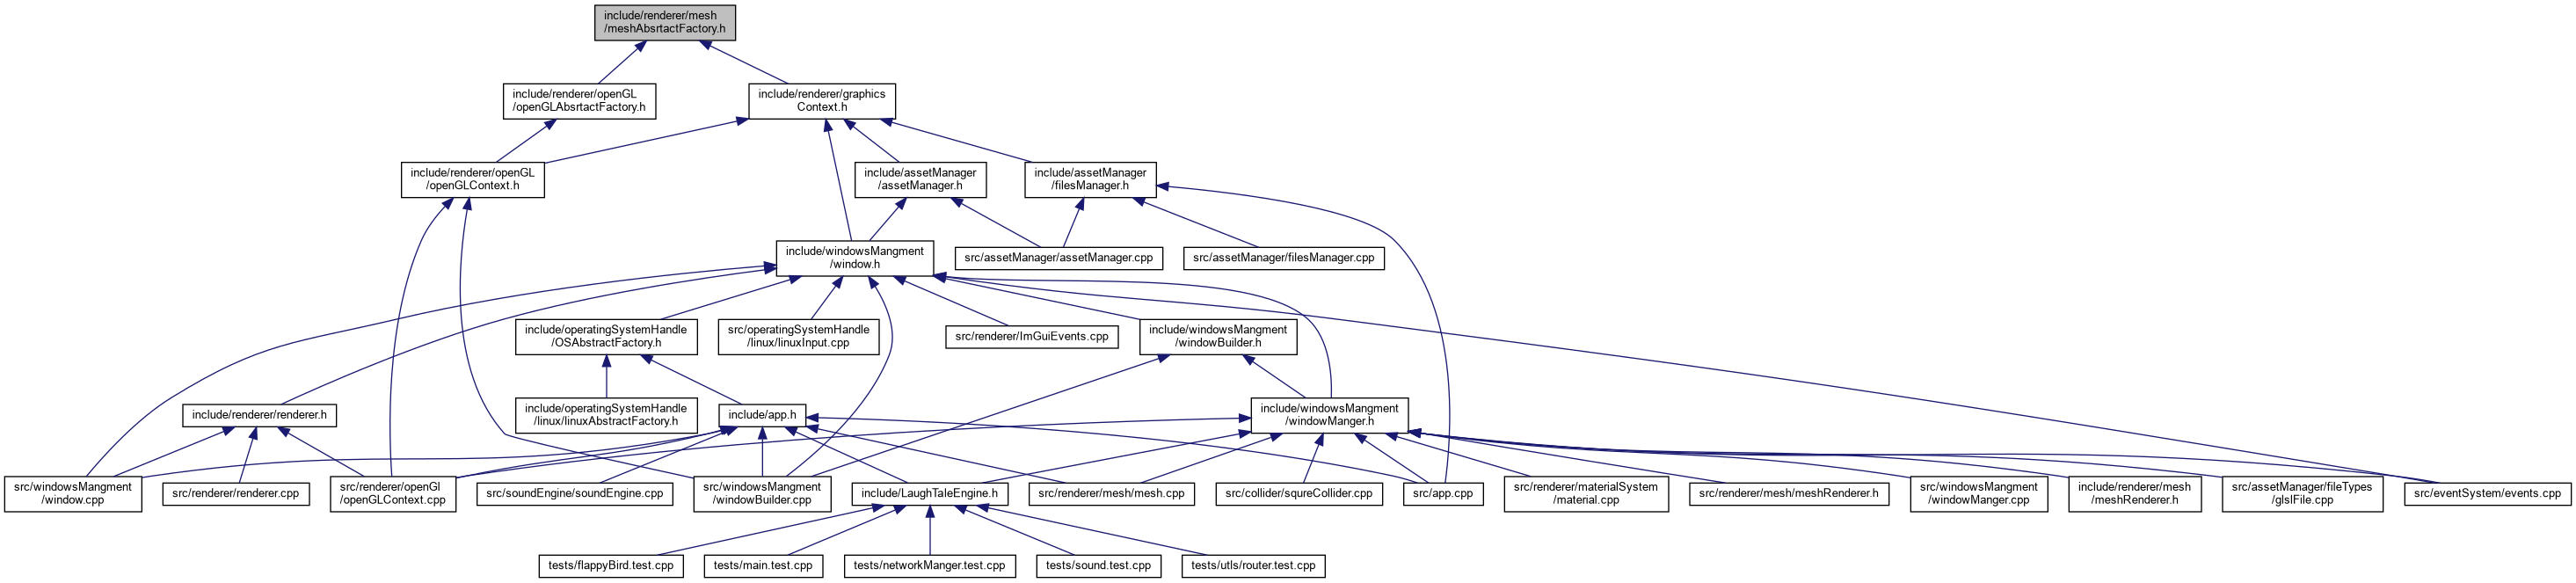 include/renderer/mesh
/meshAbsrtactFactory.h
include/renderer/openGL
/openGLAbsrtactFactory.h
include/renderer/graphics
Context.h
include/renderer/openGL
/openGLContext.h
include/assetManager
/assetManager.h
include/assetManager
/filesManager.h
include/windowsMangment
/window.h
src/assetManager/assetManager.cpp
src/assetManager/filesManager.cpp
include/operatingSystemHandle
/OSAbstractFactory.h
src/operatingSystemHandle
/linux/linuxInput.cpp
src/renderer/ImGuiEvents.cpp
include/windowsMangment
/windowBuilder.h
include/renderer/renderer.h
include/operatingSystemHandle
/linux/linuxAbstractFactory.h
include/app.h
include/windowsMangment
/windowManger.h
src/windowsMangment
/window.cpp
src/renderer/renderer.cpp
src/renderer/openGl
/openGLContext.cpp
src/soundEngine/soundEngine.cpp
src/windowsMangment
/windowBuilder.cpp
include/LaughTaleEngine.h
src/renderer/mesh/mesh.cpp
src/collider/squreCollider.cpp
src/app.cpp
src/renderer/materialSystem
/material.cpp
src/renderer/mesh/meshRenderer.h
src/windowsMangment
/windowManger.cpp
include/renderer/mesh
/meshRenderer.h
src/assetManager/fileTypes
/glslFile.cpp
src/eventSystem/events.cpp
tests/flappyBird.test.cpp
tests/main.test.cpp
tests/networkManger.test.cpp
tests/sound.test.cpp
tests/utls/router.test.cpp